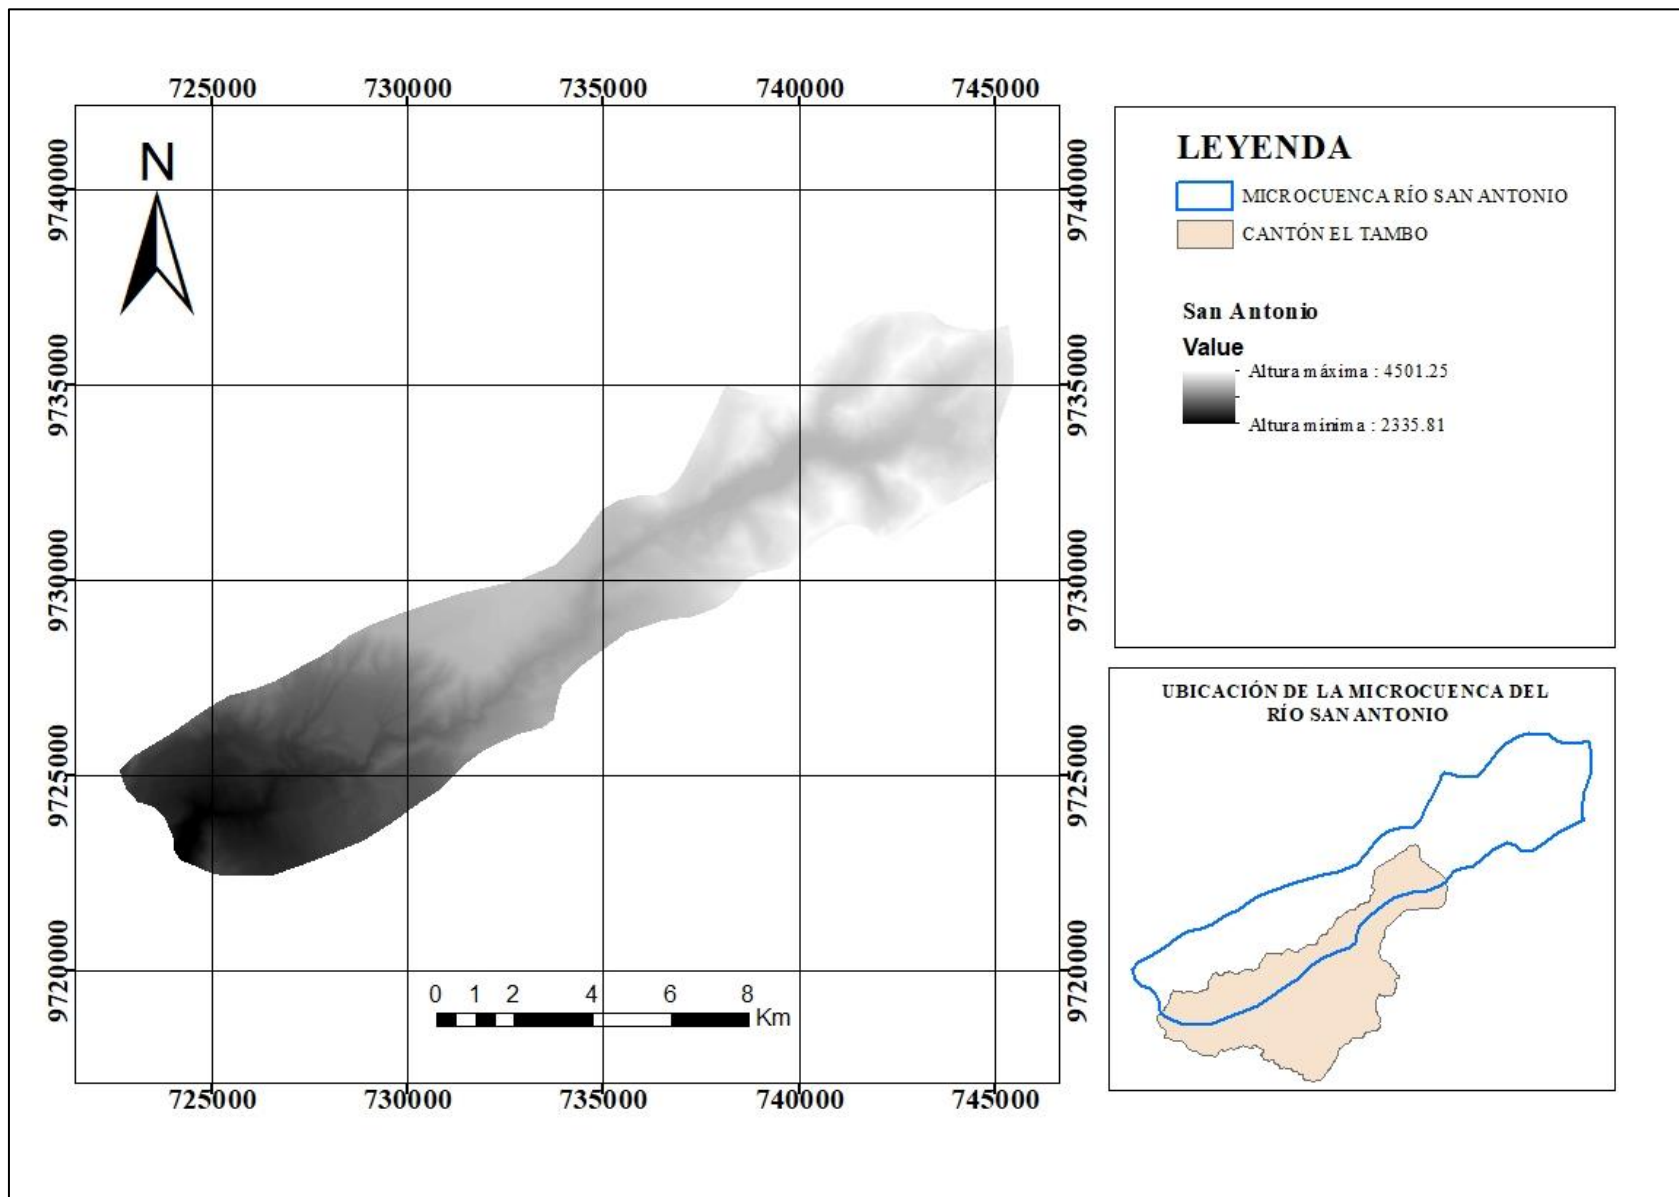 725000 730000 735000 740000 745000
N
9740000
9735000
9730000
9725000
9720000
9740000
9735000
9730000
9725000
9720000
0 1 2 4 6 8
Km
725000 730000 735000 740000 745000
LEYENDA
MICROCUENCA RÍO SAN ANTONIO
CANTÓN EL TAMBO
San Antonio
Value
Altura máxima : 4501.25
Altura mínima : 2335.81
UBICACIÓN DE LA MICROCUENCA DEL
RÍO SAN ANTONIO